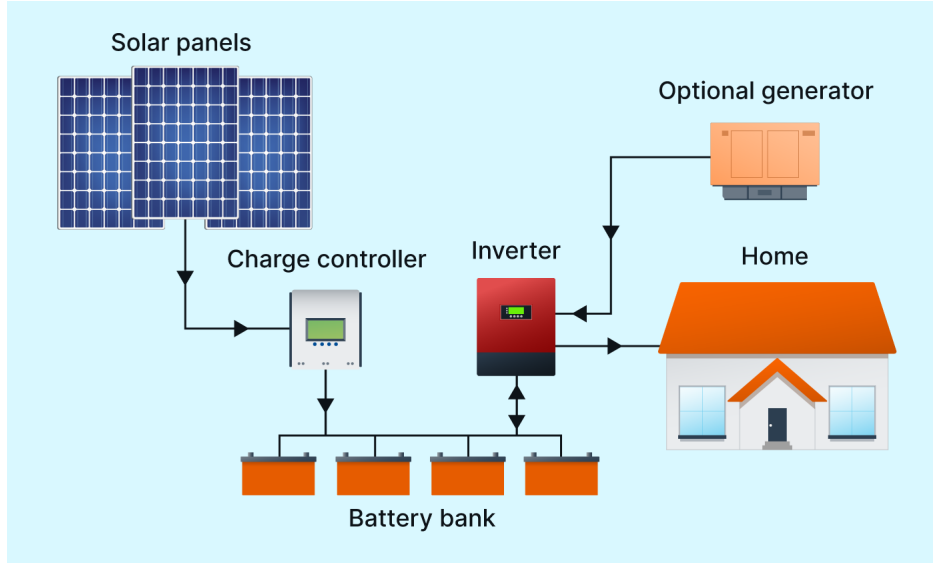 Solar panels
Optional generator
Charge controller
Inverter
Home
Battery bank